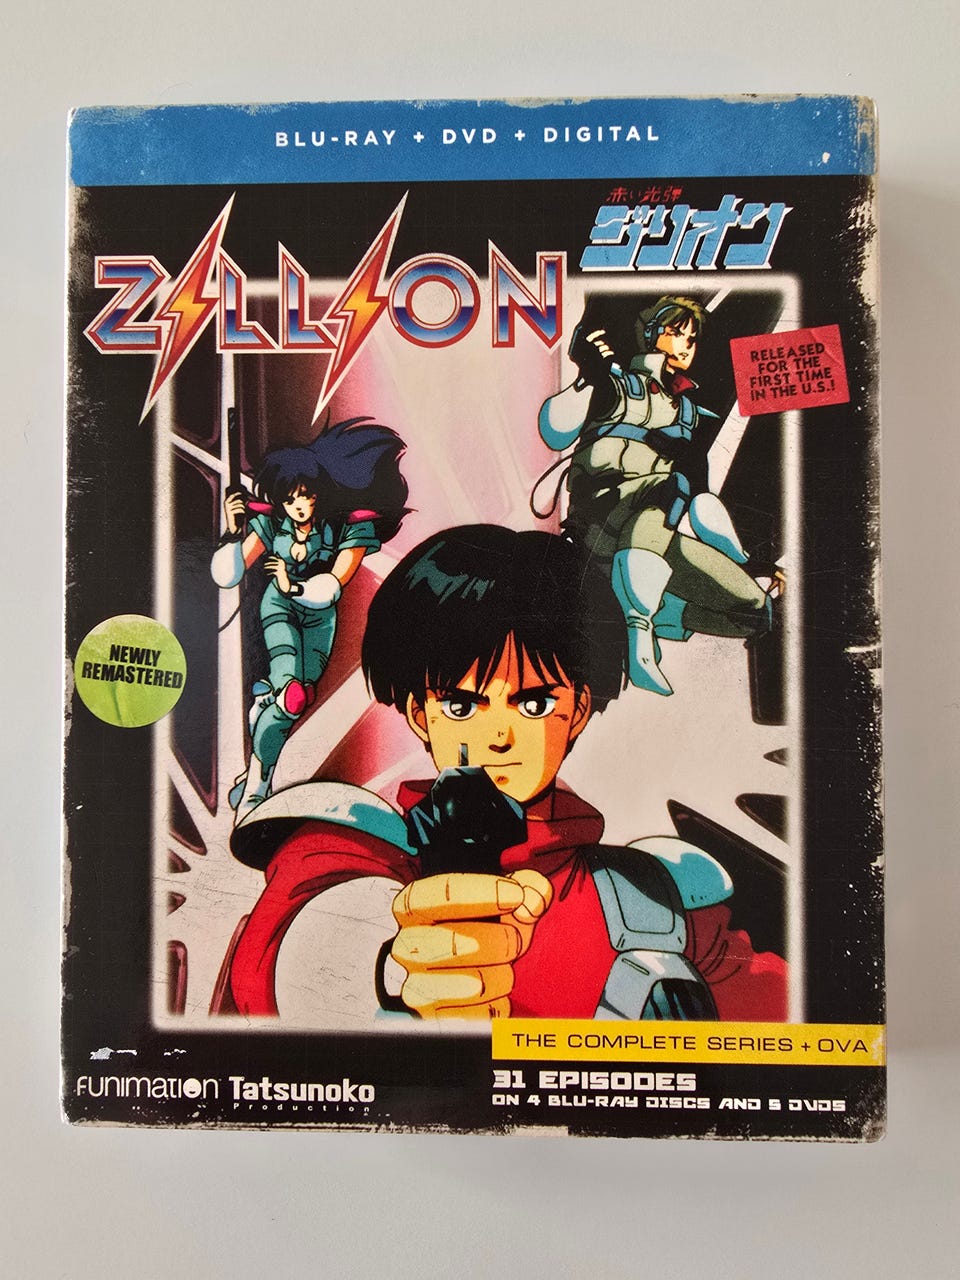 BLU-RAY + DVD + DIGITAL
ZILLION
赤い光弾
ジリオン
RELEASED
FOR THE
FIRST TIME
IN THE U.S.!
NEWLY
REMASTERED
THE COMPLETE SERIES + OVA
31 EPISODES
ON 4 BLU-RAY DISCS AND 5 DVDS
FUNIMATION
Tatsunoko
Production